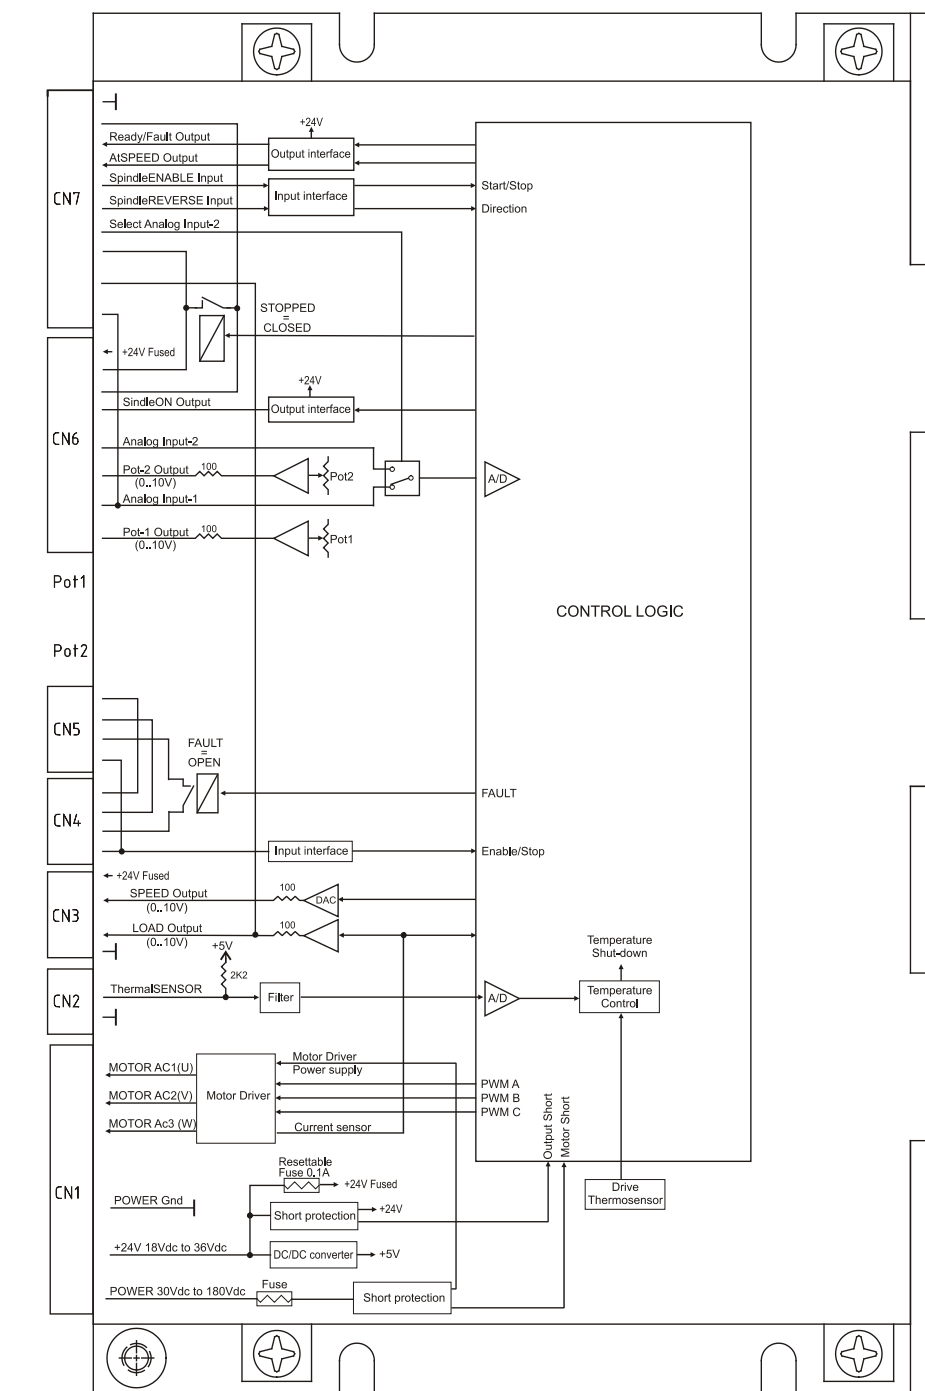 +24V
Ready/Fault Output
Output interface
AtSPEED Output
SpindleENABLE Input
Input interface
Start/Stop
CN7
SpindleREVERSE Input
Direction
Select Analog Input-2
STOPPED
=
CLOSED
+24V Fused
+24V
SindleON Output
Output interface
CN6
Analog Input-2
Pot-2 Output
(0..10V)
100
Pot2
A/D
Analog Input-1
Pot-1 Output
(0..10V)
100
Pot1
Pot1
CONTROL LOGIC
Pot2
CN5
FAULT
=
OPEN
FAULT
CN4
Input interface
Enable/Stop
+24V Fused
SPEED Output
(0..10V)
100
DAC
CN3
LOAD Output
(0..10V)
100
+5V
2K2
Temperature
Shut-down
CN2
ThermalSENSOR
Filter
A/D
Temperature
Control
Motor Driver
Power supply
MOTOR AC1(U)
PWM A
MOTOR AC2(V)
Motor Driver
PWM B
PWM C
MOTOR Ac3 (W)
Current sensor
Output Short
Motor Short
Resettable
Fuse 0.1A
+24V Fused
Drive
Thermosensor
CN1
POWER Gnd
Short protection
+24V
+24V 18Vdc to 36Vdc
DC/DC converter
+5V
POWER 30Vdc to 180Vdc
Fuse
Short protection